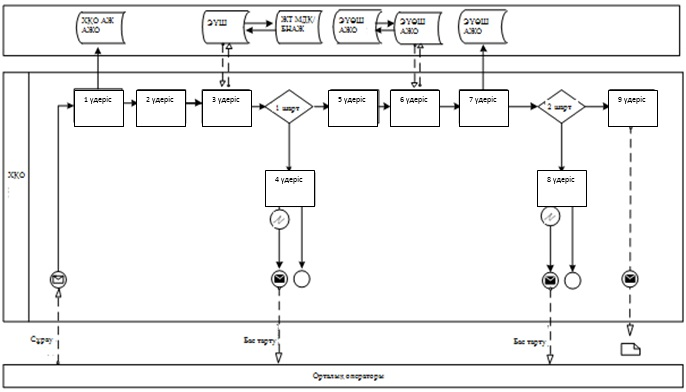 ХҚО АЖ
АЖО
ЭҮШ
ЖТ МДҚ/
БНАЖ
ЭҮӨШ
АЖО
ЭҮӨШ
АЖО
ЭҮӨШ
АЖО
1 үдеріс
2 үдеріс
3 үдеріс
1 шарт
5 үдеріс
6 үдеріс
7 үдеріс
2 шарт
9 үдеріс
ХҚО
4 үдеріс
8 үдеріс
Сұрау
Бас тарту
Бас тарту
Орталық операторы